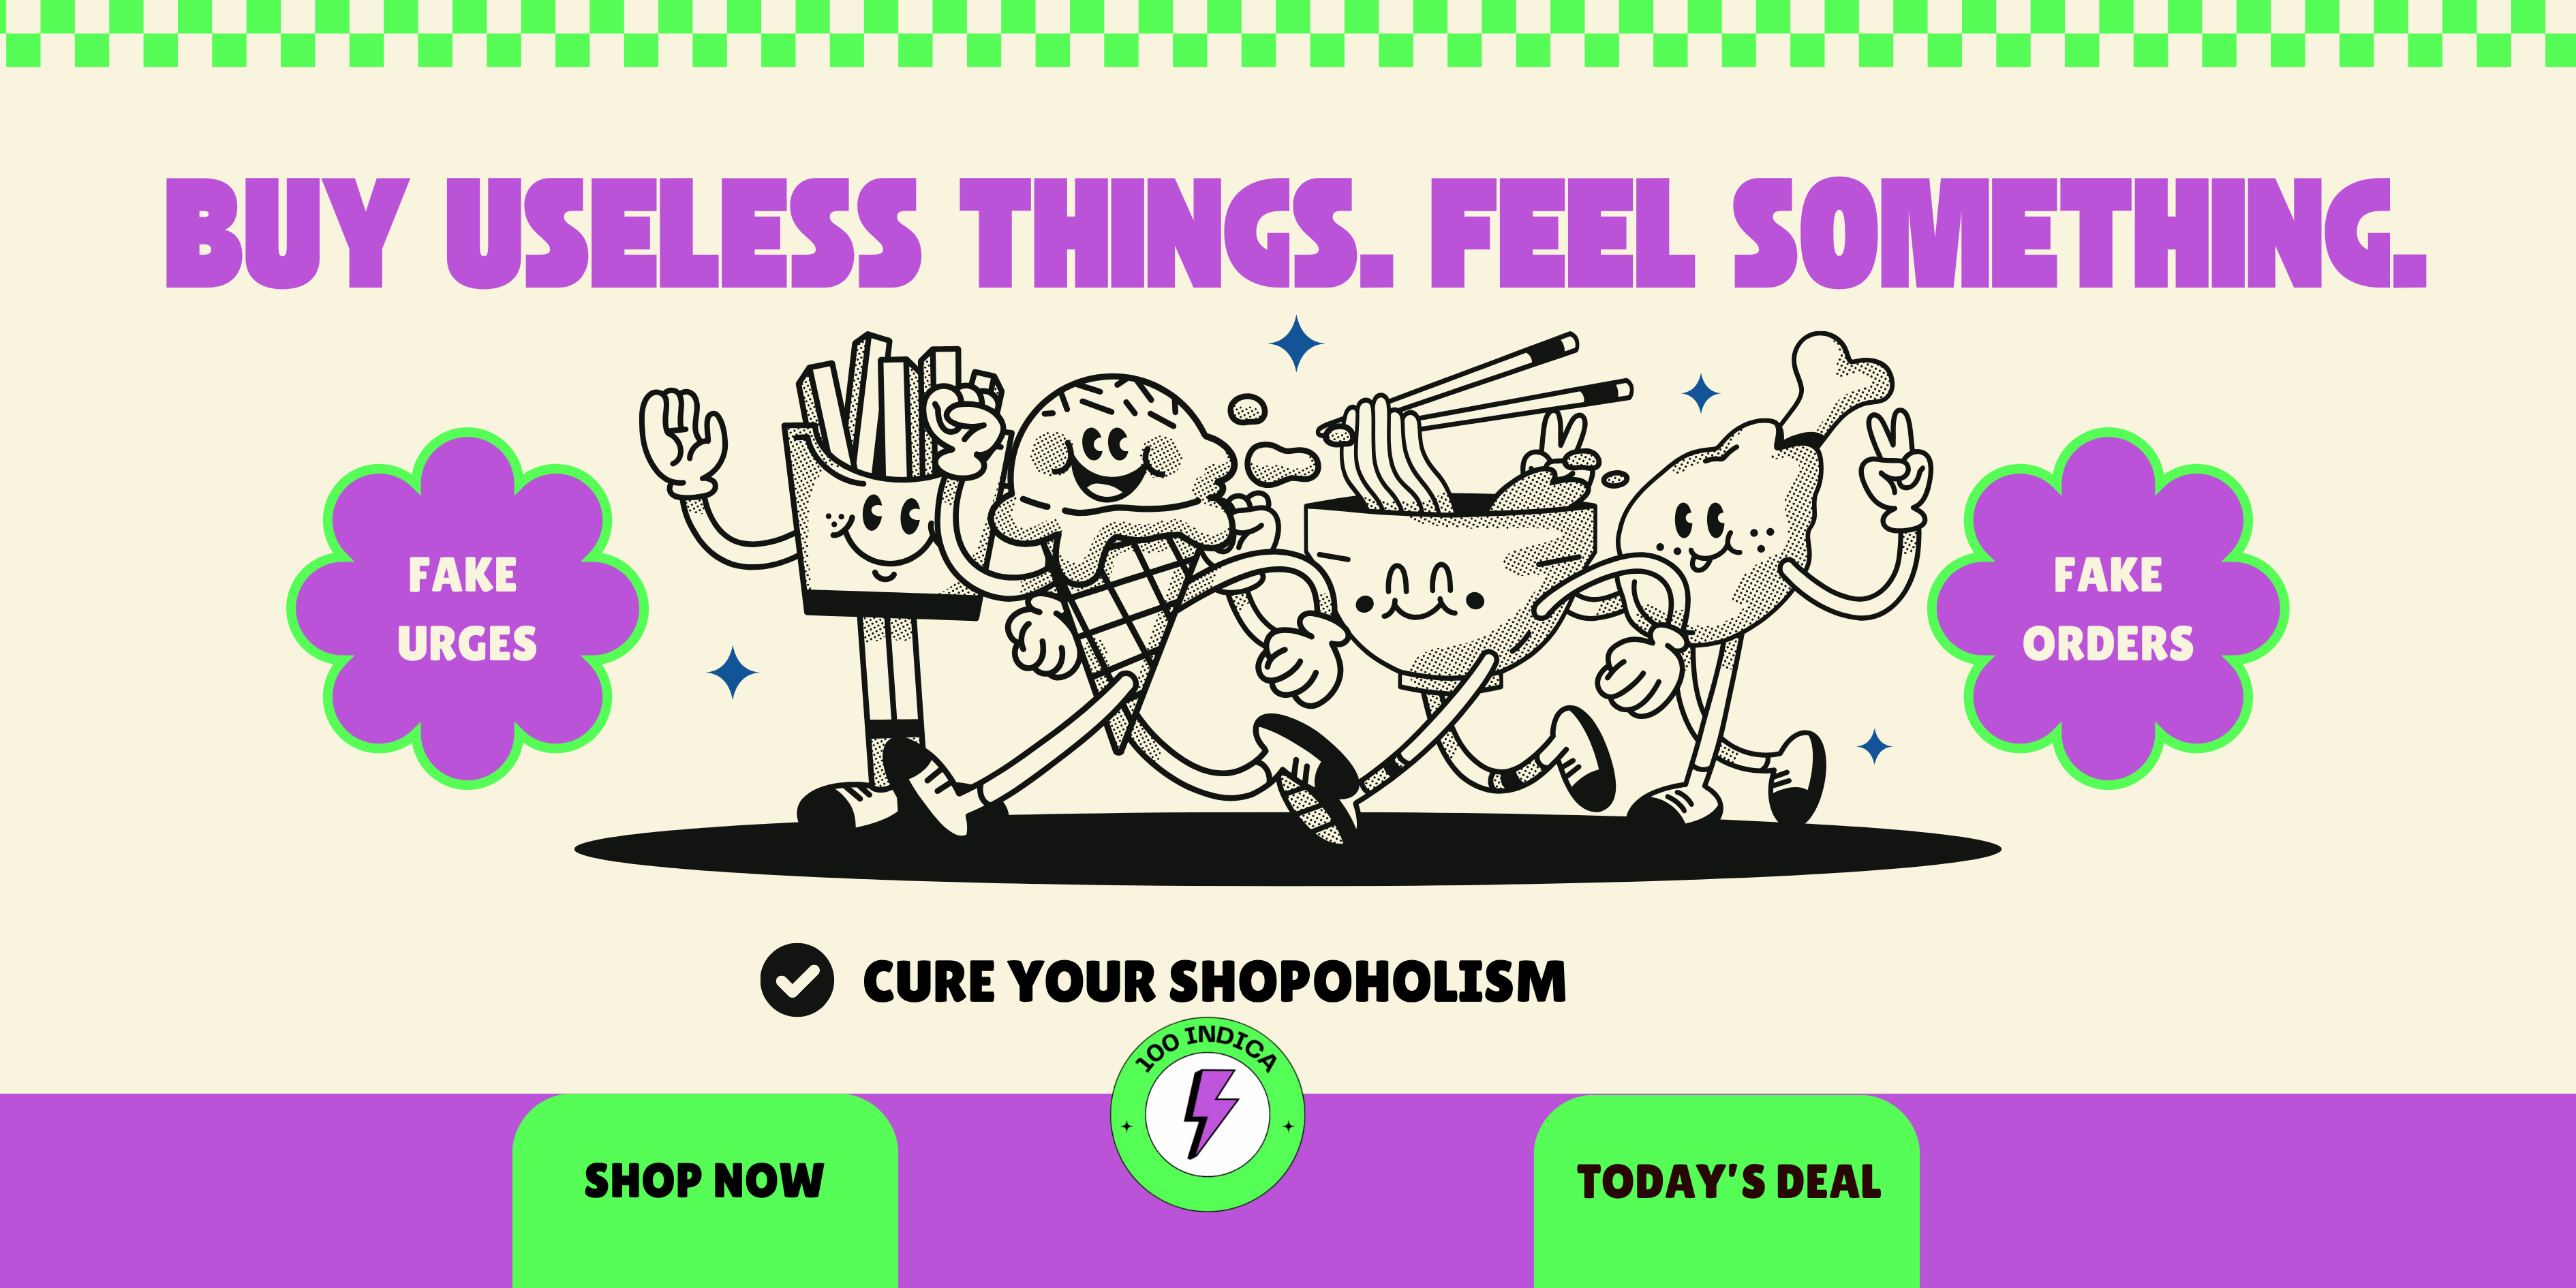 BUY USELESS THINGS. FEEL SOMETHING.
FAKE
URGES
FAKE
ORDERS
CURE YOUR SHOPOHOLISM
100 INDICA
SHOP NOW
TODAY'S DEAL